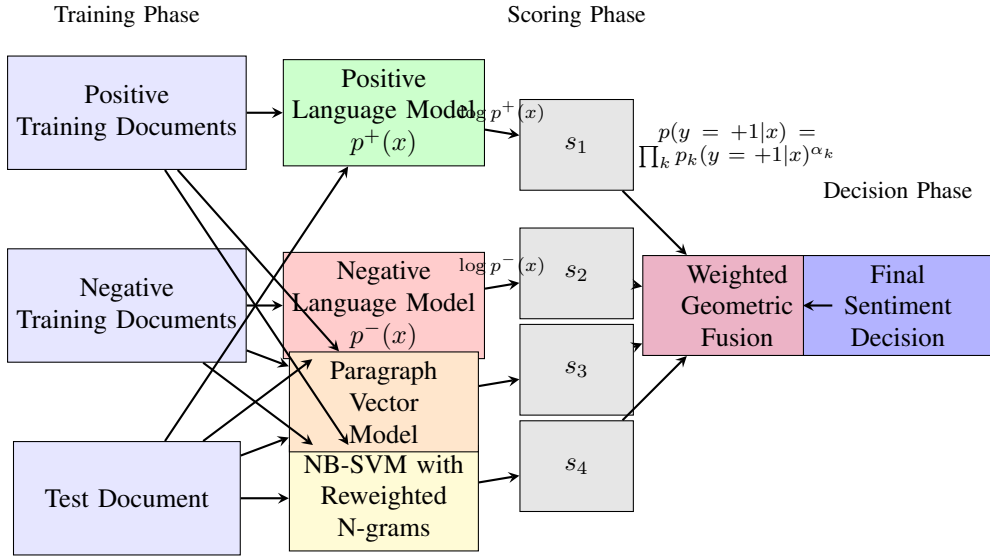 Training Phase
Scoring Phase
Positive
Training Documents
Positive
Language Model
p⁺(x)
log p⁺(x)
s₁
p(y = +1|x) =
∏ₖ pₖ(y = +1|x)^αₖ
Decision Phase
Negative
Training Documents
Negative
Language Model
p⁻(x)
log p⁻(x)
s₂
Weighted
Geometric
Fusion
Final
Sentiment
Decision
Paragraph
Vector
Model
s₃
Test Document
NB-SVM with
Reweighted
N-grams
s₄